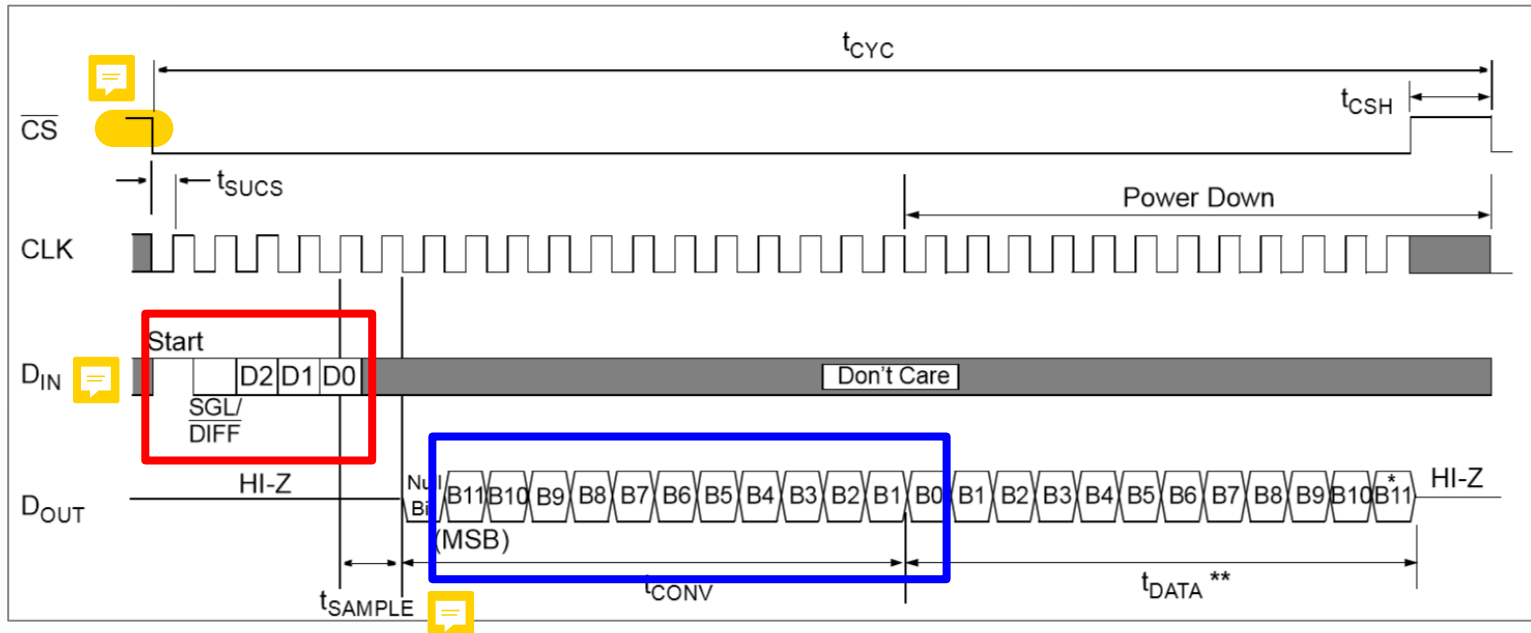 tCYC
tCSH
CS
tSUCS
Power Down
CLK
Start
DIN
D2 D1 D0
Don't Care
SGL/
DIFF
HI-Z
Null
Bi
B11 B10 B9 B8 B7 B6 B5 B4 B3 B2 B1 B0 B1 B2 B3 B4 B5 B6 B7 B8 B9 B10 B11*
HI-Z
DOUT
(MSB)
tSAMPLE
tCONV
tDATA **